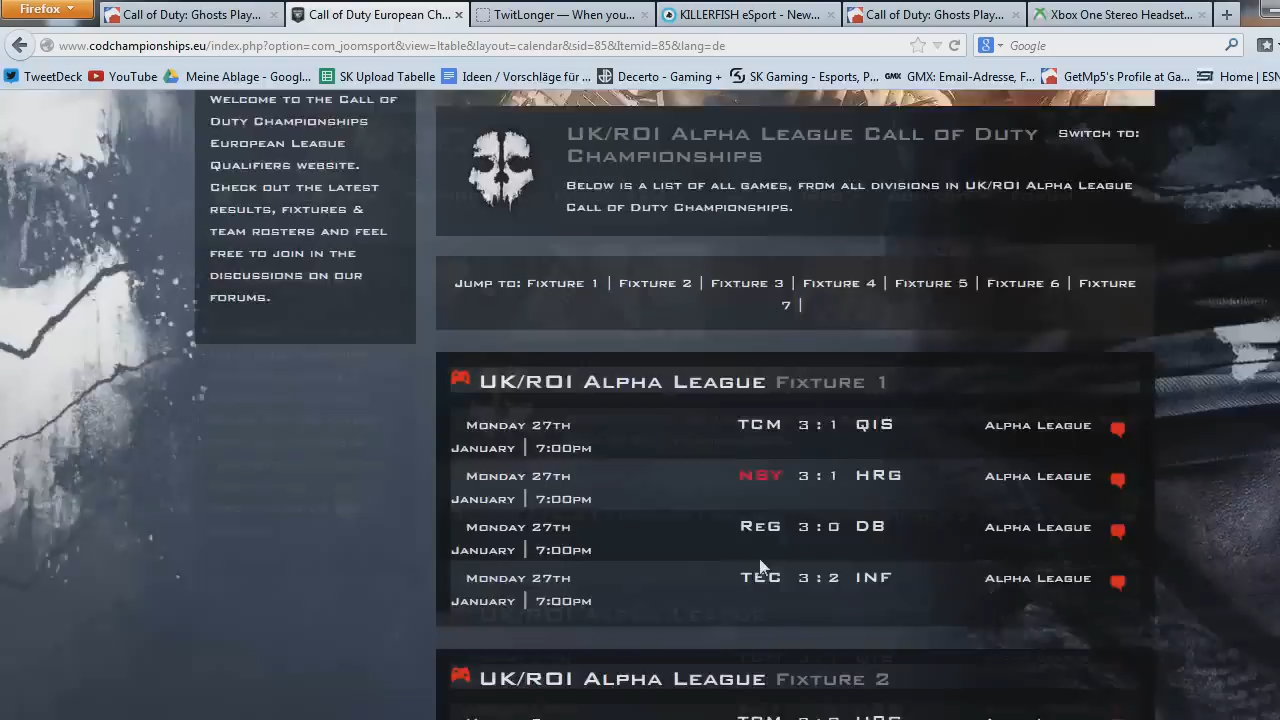 Firefox
Call of Duty: Ghosts Play...
Call of Duty European Ch...
TwitLonger — When you...
KILLERFISH eSport - New...
Call of Duty: Ghosts Play...
Xbox One Stereo Headset...
www.codchampionships.eu/index.php?option=com_joomsport&view=ltable&layout=calendar&sid=85&Itemid=85&lang=de
Google
TweetDeck
YouTube
Meine Ablage - Googl...
SK Upload Tabelle
Ideen / Vorschläge für ...
Decerto - Gaming +
SK Gaming - Esports, P...
GMX: Email-Adresse, F...
GetMp5's Profile at Ga...
Home | ESN
Welcome to the Call of
Duty Championships
European League
Qualifiers website.
Check out the latest
results, fixtures &
team rosters and feel
free to join in the
discussions on our
forums.
UK/ROI Alpha League Call of Duty
Championships
Switch to:
Below is a list of all games, from all divisions in UK/ROI Alpha League
Call of Duty Championships.
Jump to: Fixture 1 | Fixture 2 | Fixture 3 | Fixture 4 | Fixture 5 | Fixture 6 | Fixture
7 |
UK/ROI Alpha League Fixture 1
Monday 27th TCM 3 : 1 QIS Alpha League
January | 7:00pm
Monday 27th NSY 3 : 1 HRG Alpha League
January | 7:00pm
Monday 27th ReG 3 : 0 DB Alpha League
January | 7:00pm
Monday 27th TEC 3 : 2 INF Alpha League
January | 7:00pm
UK/ROI Alpha League Fixture 2